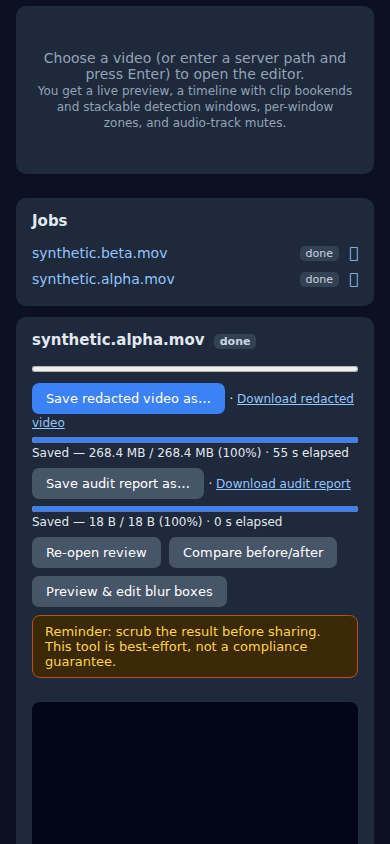 Choose a video (or enter a server path and
press Enter) to open the editor.
You get a live preview, a timeline with clip bookends
and stackable detection windows, per-window
zones, and audio-track mutes.
Jobs
synthetic.beta.mov done
synthetic.alpha.mov done
synthetic.alpha.mov done
Save redacted video as… · Download redacted
video
Saved — 268.4 MB / 268.4 MB (100%) · 55 s elapsed
Save audit report as… · Download audit report
Saved — 18 B / 18 B (100%) · 0 s elapsed
Re-open review Compare before/after
Preview & edit blur boxes
Reminder: scrub the result before sharing.
This tool is best-effort, not a compliance
guarantee.